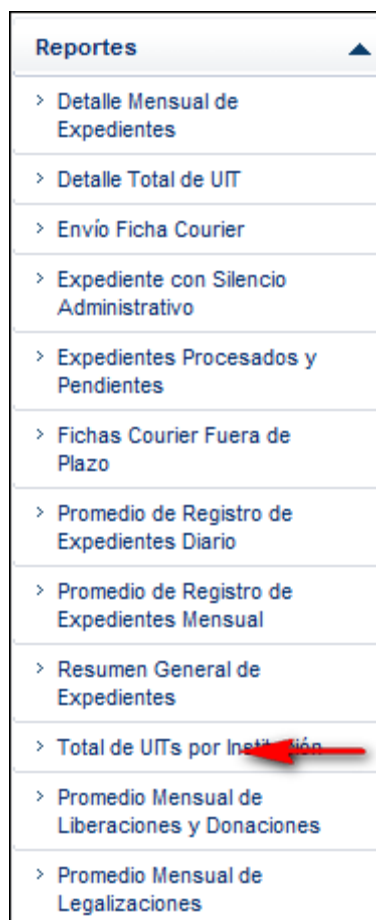 Reportes
Detalle Mensual de
Expedientes
Detalle Total de UIT
Envío Ficha Courier
Expediente con Silencio
Administrativo
Expedientes Procesados y
Pendientes
Fichas Courier Fuera de
Plazo
Promedio de Registro de
Expedientes Diario
Promedio de Registro de
Expedientes Mensual
Resumen General de
Expedientes
Total de UITs por Institución
Promedio Mensual de
Liberaciones y Donaciones
Promedio Mensual de
Legalizaciones